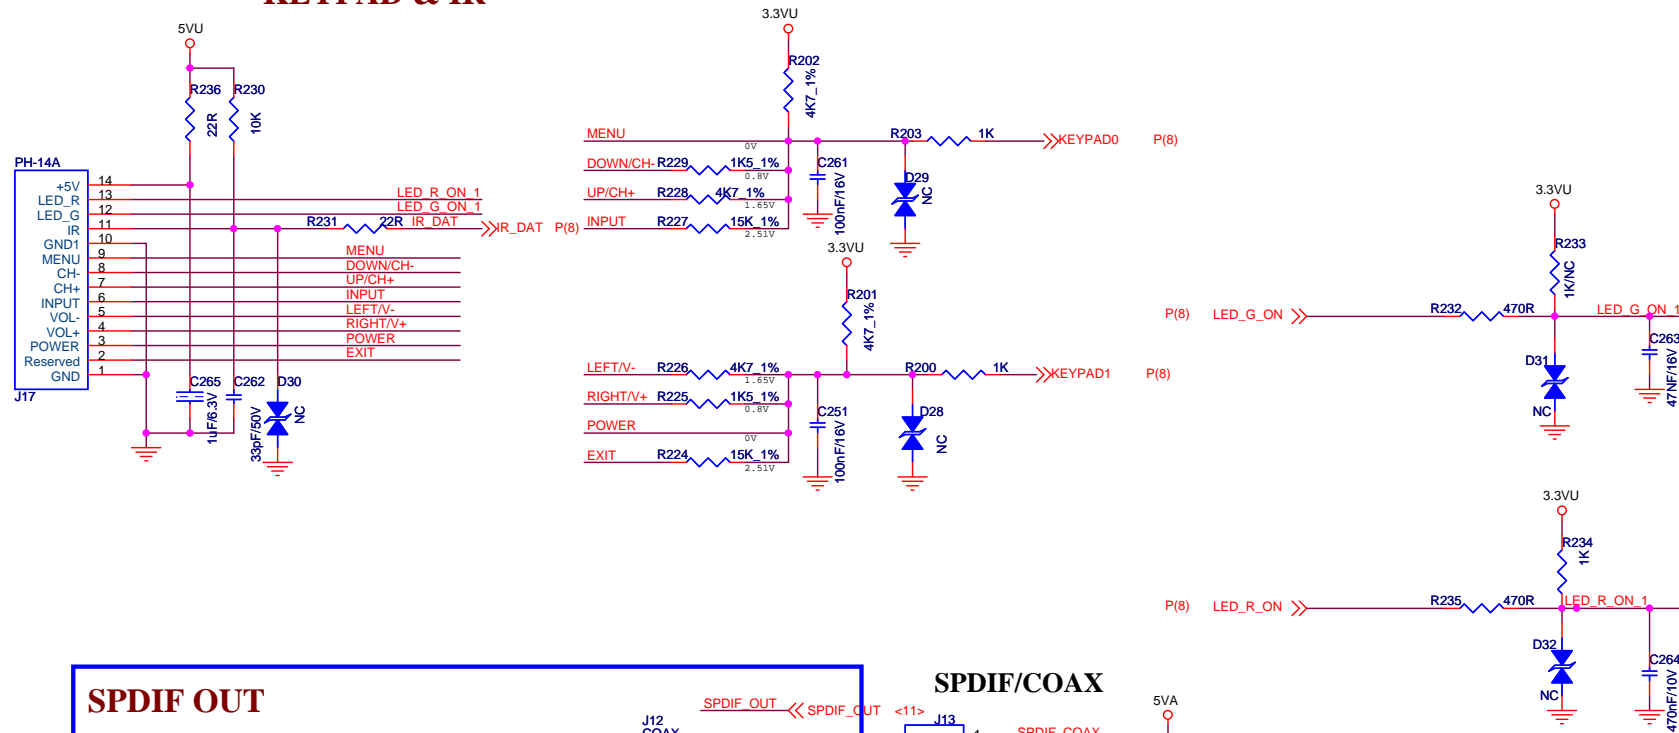 KEYPAD & IR
5VU
R236
22R
R230
10K
PH-14A
+5V 14
LED_R 13 LED_R_ON_1
LED_G 12 LED_G_ON_1
IR 11 R231 22R IR_DAT IR_DAT P(8)
GND1 10
MENU 9 MENU
CH- 8 DOWN/CH-
CH+ 7 UP/CH+
INPUT 6 INPUT
VOL- 5 LEFT/V-
VOL+ 4 RIGHT/V+
POWER 3 POWER
Reserved 2 EXIT
GND 1
J17
C265
1uF/6.3V
C262
33pF/50V
D30
NC
3.3VU
R202
4K7_1%
MENU
0V
DOWN/CH- R229 1K5_1%
0.8V
UP/CH+ R228 4K7_1%
1.65V
INPUT R227 15K_1%
2.51V
C261
100nF/16V
R203 1K KEYPAD0 P(8)
D29
NC
3.3VU
R201
4K7_1%
LEFT/V- R226 4K7_1%
1.65V
RIGHT/V+ R225 1K5_1%
0.8V
POWER
0V
EXIT R224 15K_1%
2.51V
C251
100nF/16V
R200 1K KEYPAD1 P(8)
D28
NC
3.3VU
R233
1K/NC
P(8) LED_G_ON R232 470R LED_G_ON_1
D31
NC
C263
47NF/16V
3.3VU
R234
1K
P(8) LED_R_ON R235 470R LED_R_ON_1
D32
NC
C264
470nF/10V
SPDIF OUT
SPDIF_OUT SPDIF_OUT <11>
J12
COAX
SPDIF/COAX
J13
1
SPDIF_COAX
5VA